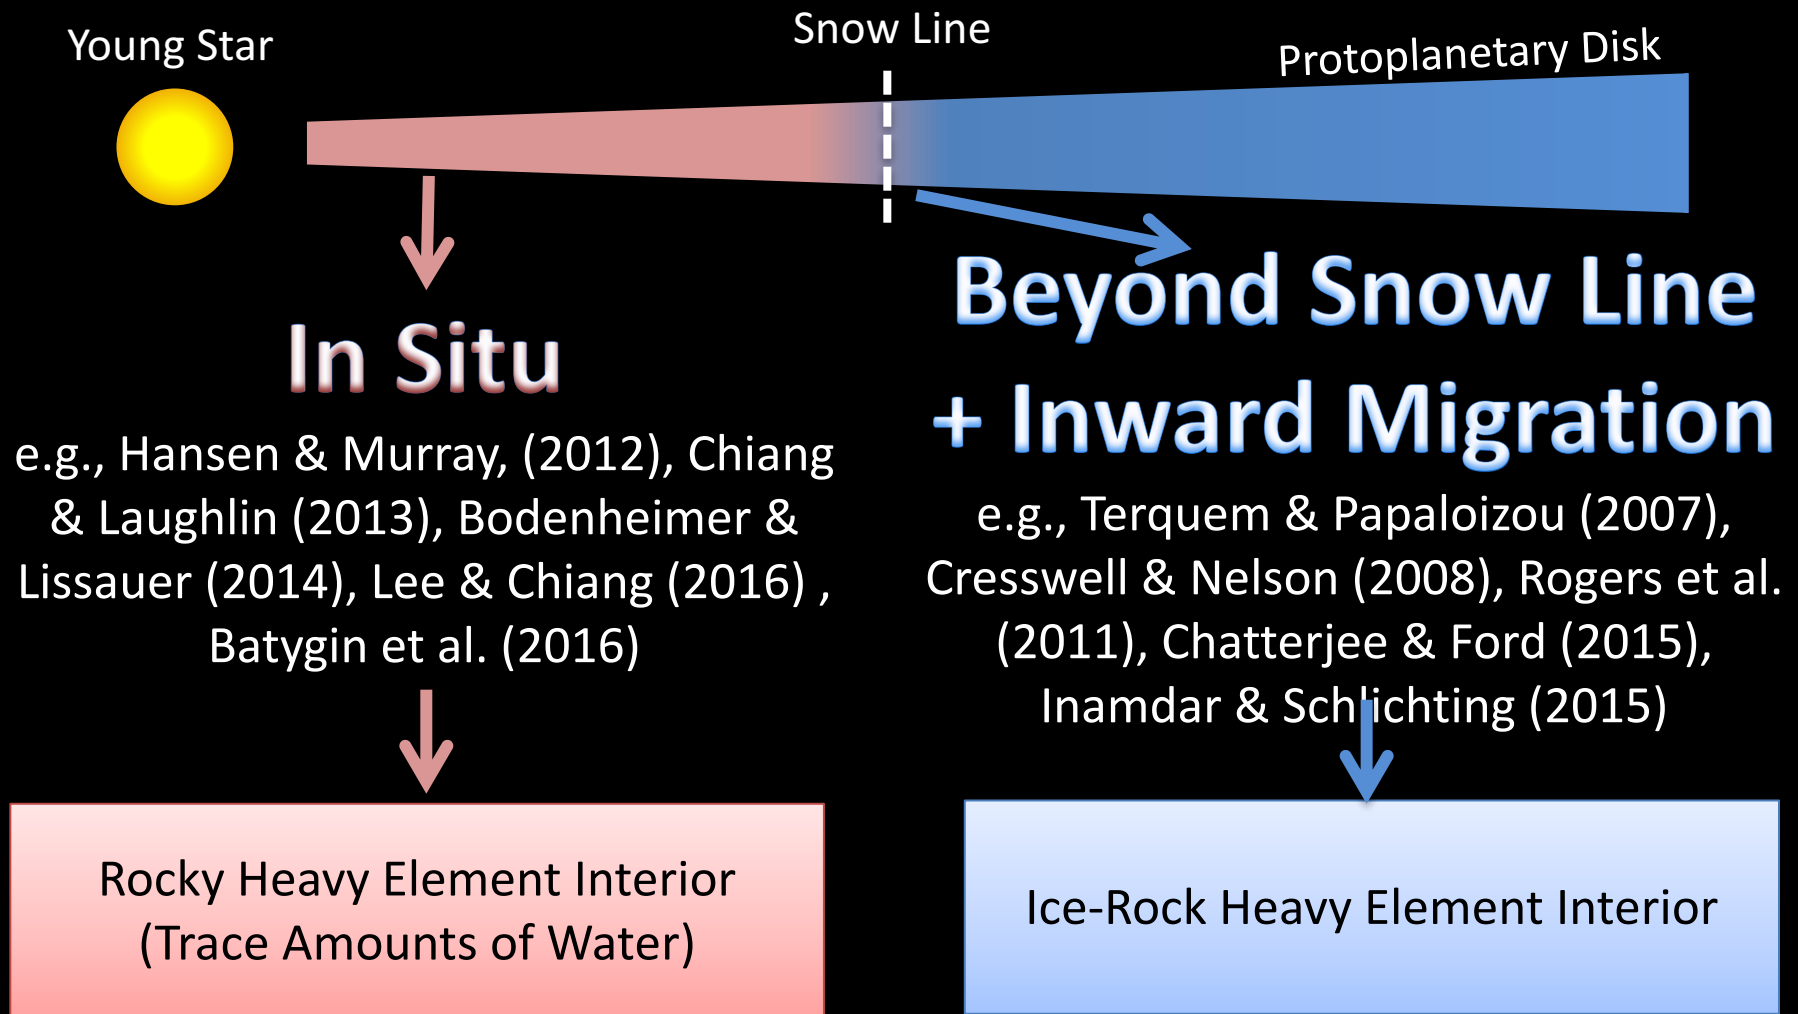 Young Star
Snow Line
Protoplanetary Disk
In Situ
e.g., Hansen & Murray, (2012), Chiang
& Laughlin (2013), Bodenheimer &
Lissauer (2014), Lee & Chiang (2016) ,
Batygin et al. (2016)
Rocky Heavy Element Interior
(Trace Amounts of Water)
Beyond Snow Line
+ Inward Migration
e.g., Terquem & Papaloizou (2007),
Cresswell & Nelson (2008), Rogers et al.
(2011), Chatterjee & Ford (2015),
Inamdar & Schlichting (2015)
Ice-Rock Heavy Element Interior